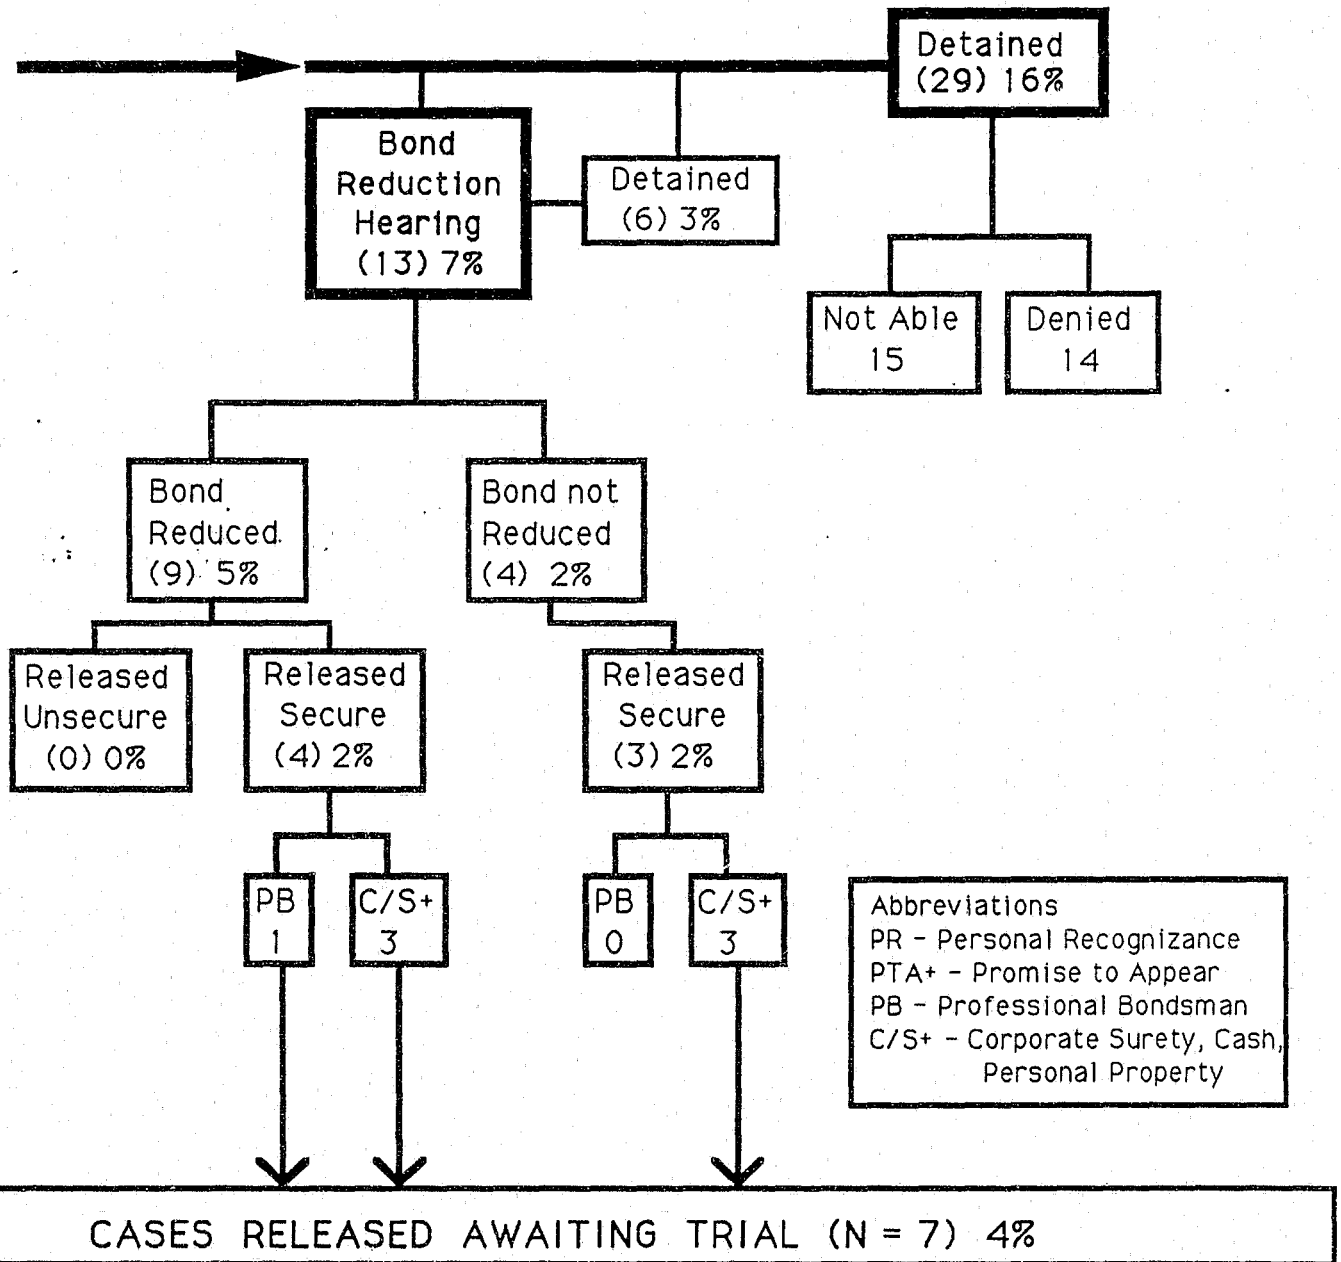 Detained
(29) 16%
Bond
Reduction
Hearing
(13) 7%
Detained
(6) 3%
Not Able
15
Denied
14
Bond
Reduced
(9) 5%
Bond not
Reduced
(4) 2%
Released
Unsecure
(0) 0%
Released
Secure
(4) 2%
Released
Secure
(3) 2%
PB
1
C/S+
3
PB
0
C/S+
3
Abbreviations
PR - Personal Recognizance
PTA+ - Promise to Appear
PB - Professional Bondsman
C/S+ - Corporate Surety, Cash,
Personal Property
CASES RELEASED AWAITING TRIAL (N = 7) 4%